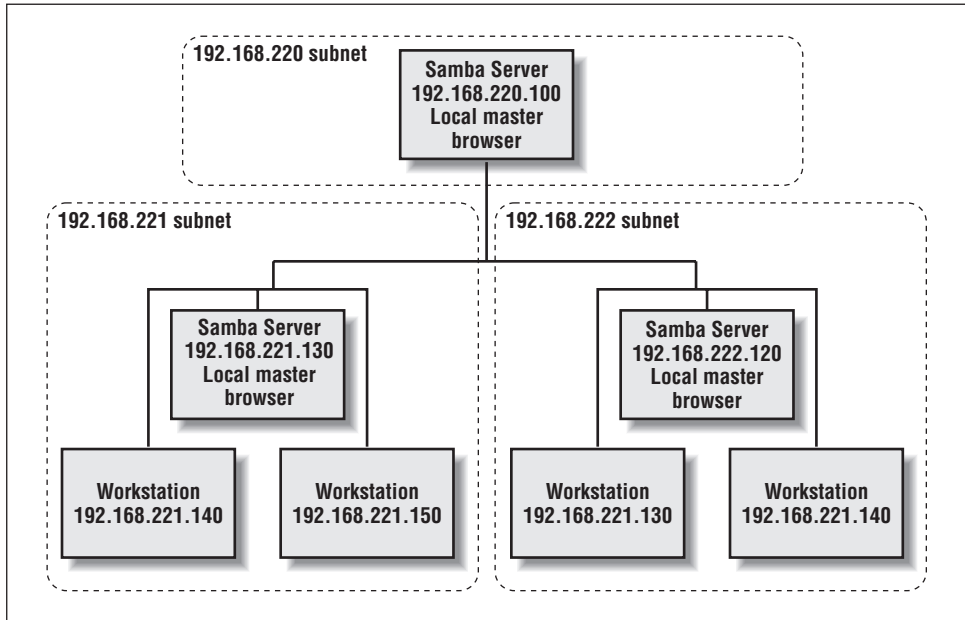 192.168.220 subnet
Samba Server
192.168.220.100
Local master
browser
192.168.221 subnet
Samba Server
192.168.221.130
Local master
browser
Workstation
192.168.221.140
Workstation
192.168.221.150
192.168.222 subnet
Samba Server
192.168.222.120
Local master
browser
Workstation
192.168.221.130
Workstation
192.168.221.140